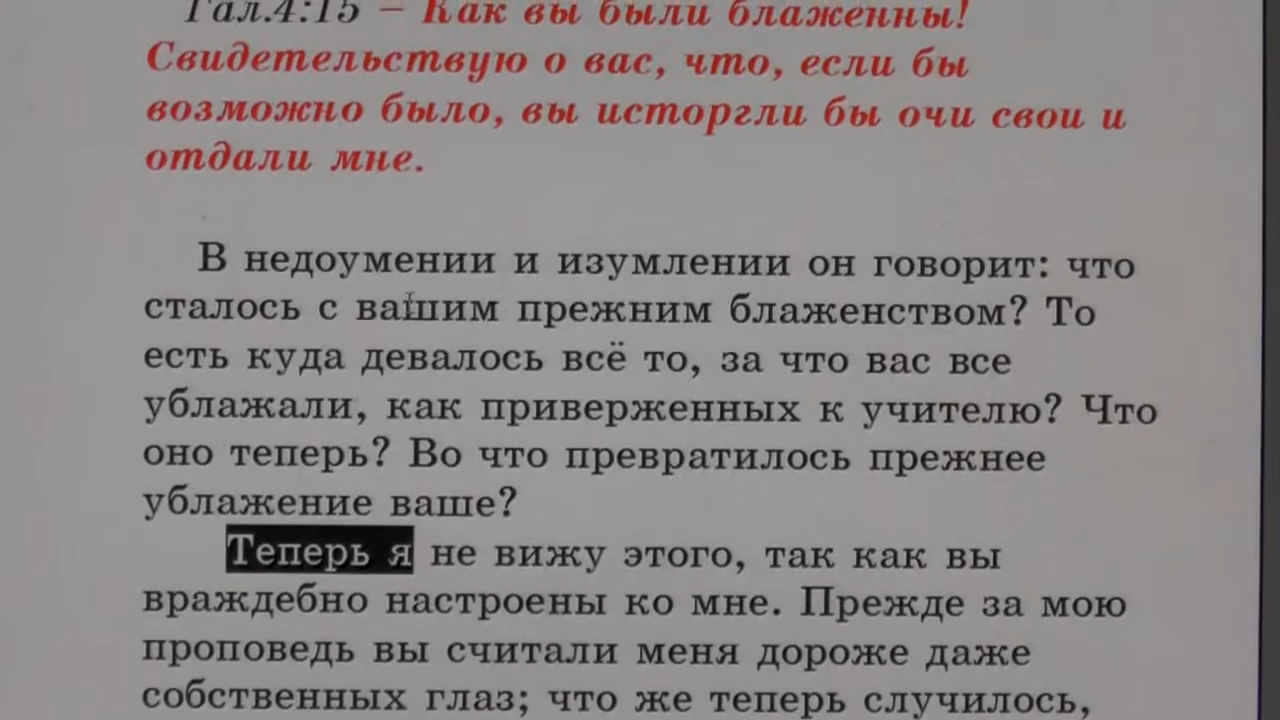 Гал.4:15 – Как вы были блаженны!
Свидетельствую о вас, что, если бы
возможно было, вы исторгли бы очи свои и
отдали мне.
В недоумении и изумлении он говорит: что
сталось с вашим прежним блаженством? То
есть куда девалось всё то, за что вас все
ублажали, как приверженных к учителю? Что
оно теперь? Во что превратилось прежнее
ублажение ваше?
Теперь я не вижу этого, так как вы
враждебно настроены ко мне. Прежде за мою
проповедь вы считали меня дороже даже
собственных глаз; что же теперь случилось,